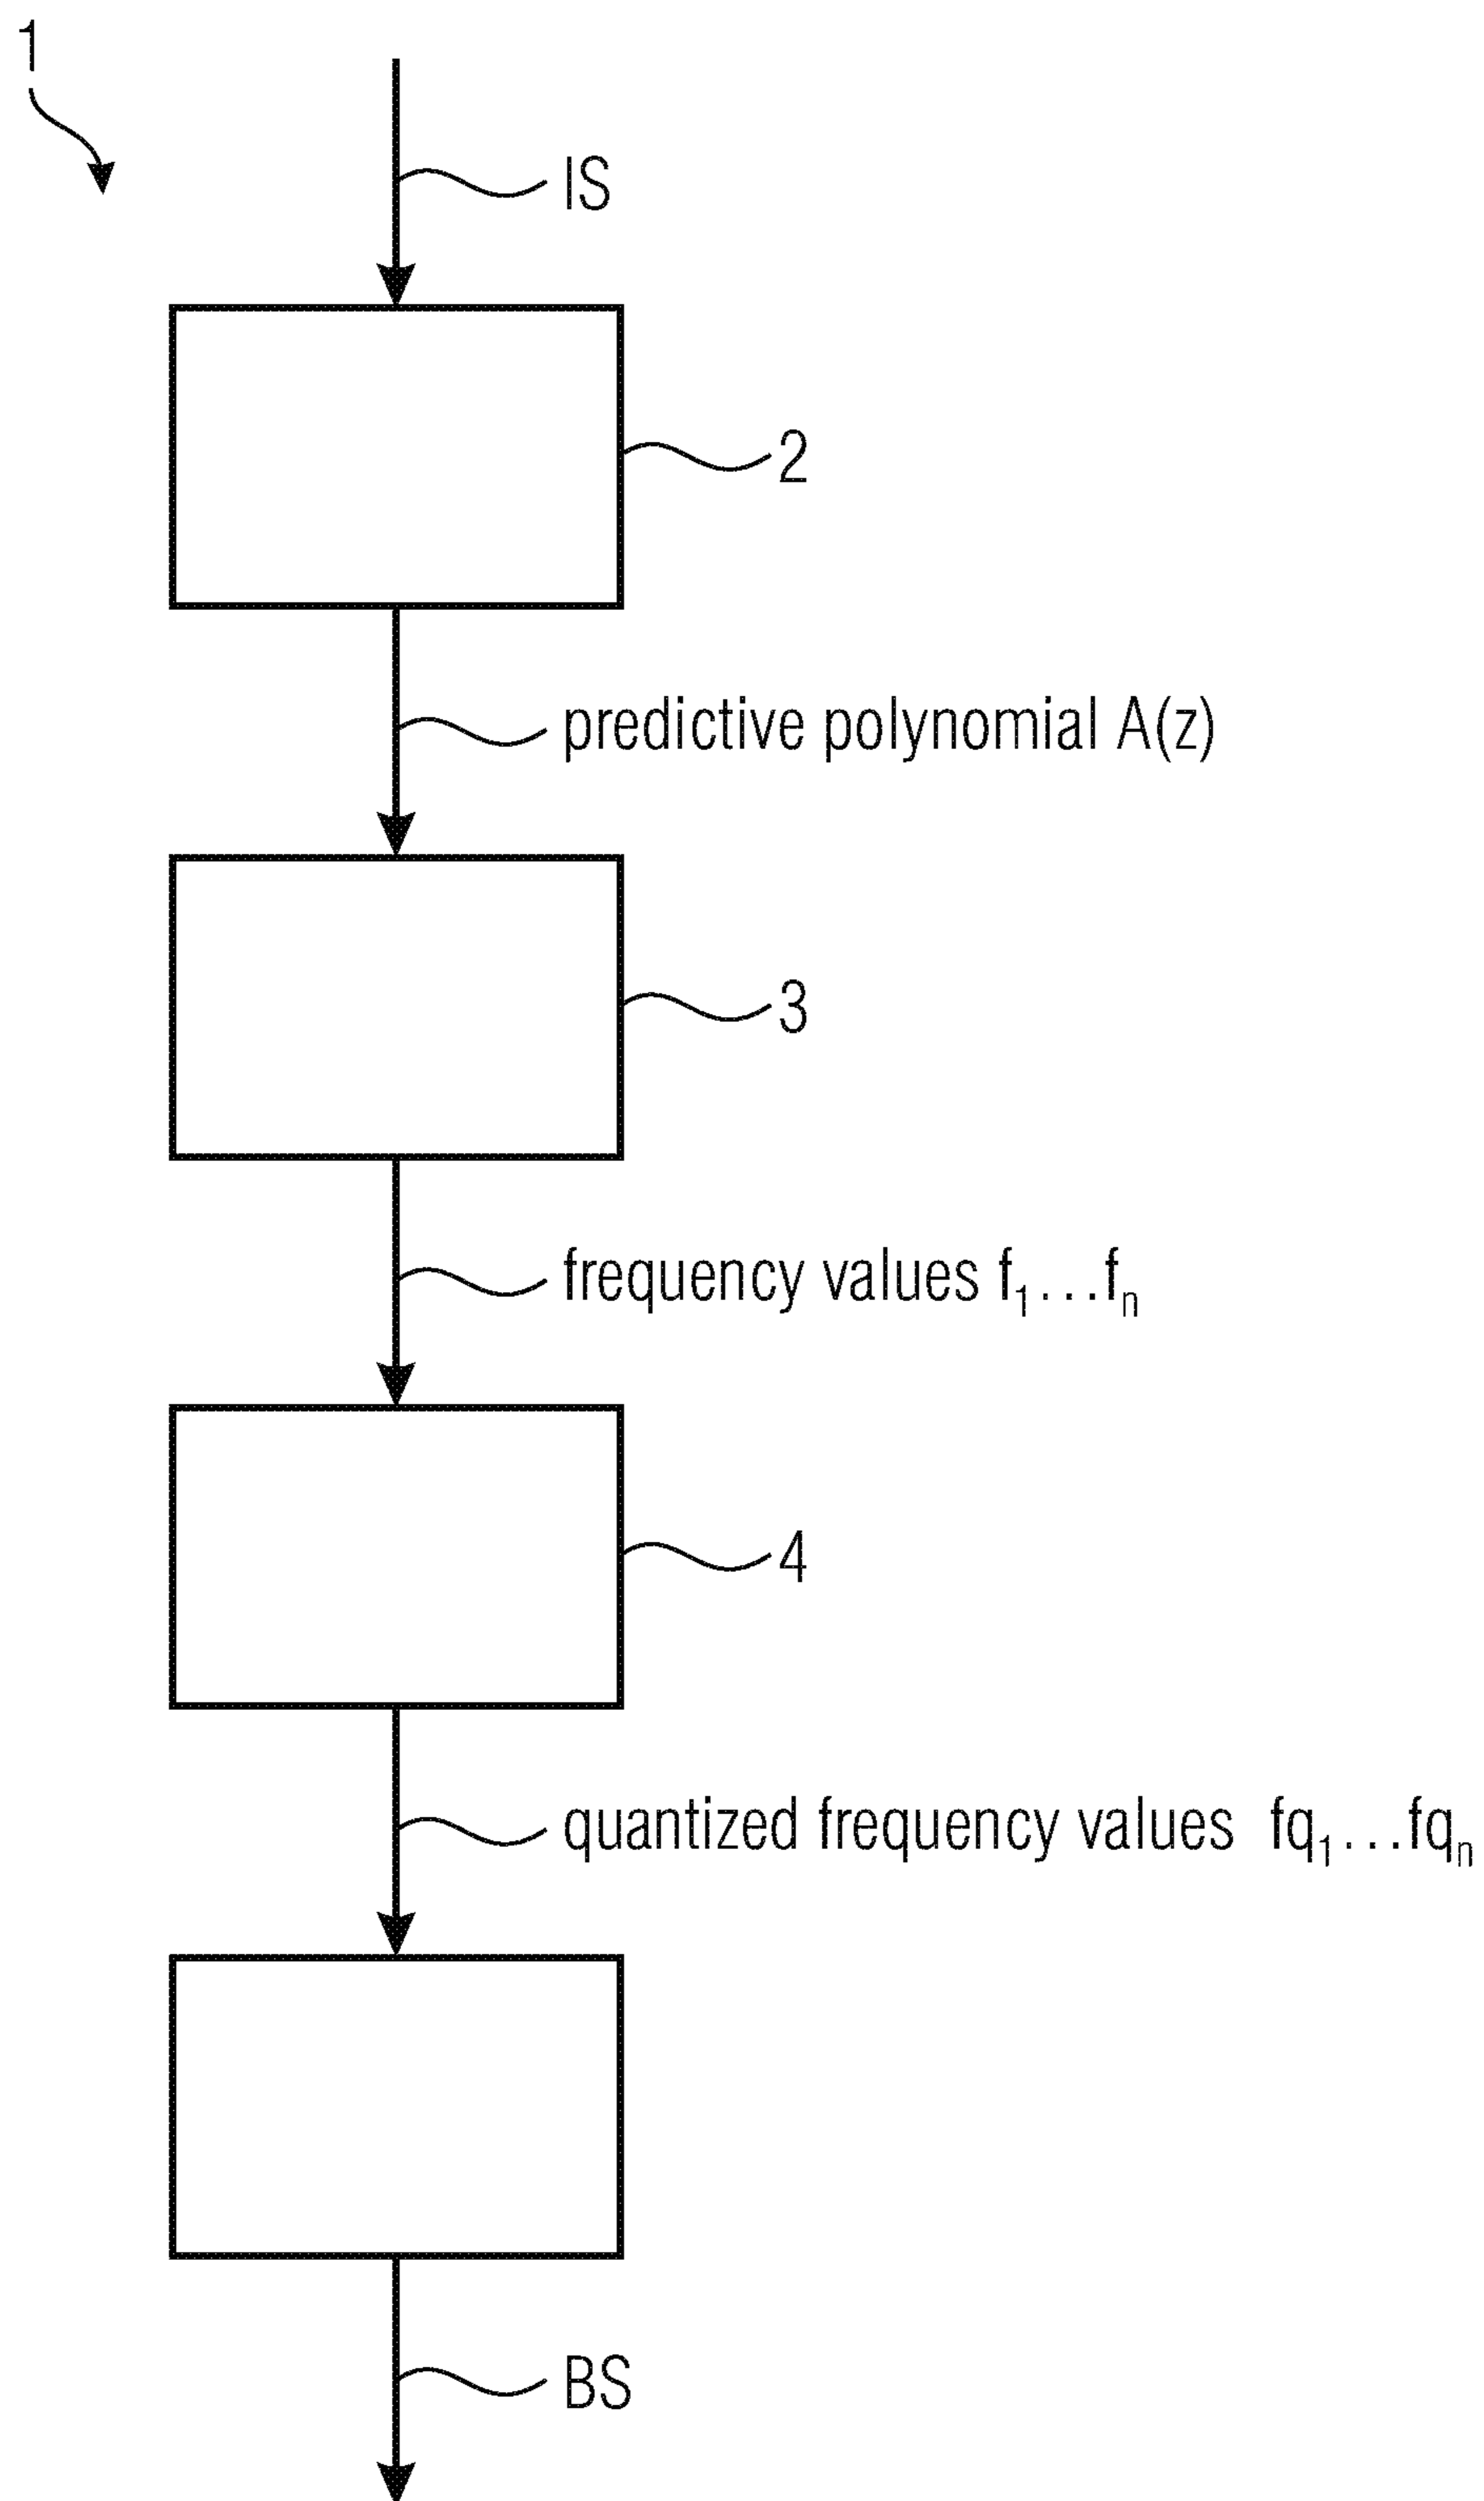 1
IS
2
predictive polynomial A(z)
3
frequency values f₁...fₙ
4
quantized frequency values fq₁...fqₙ
BS